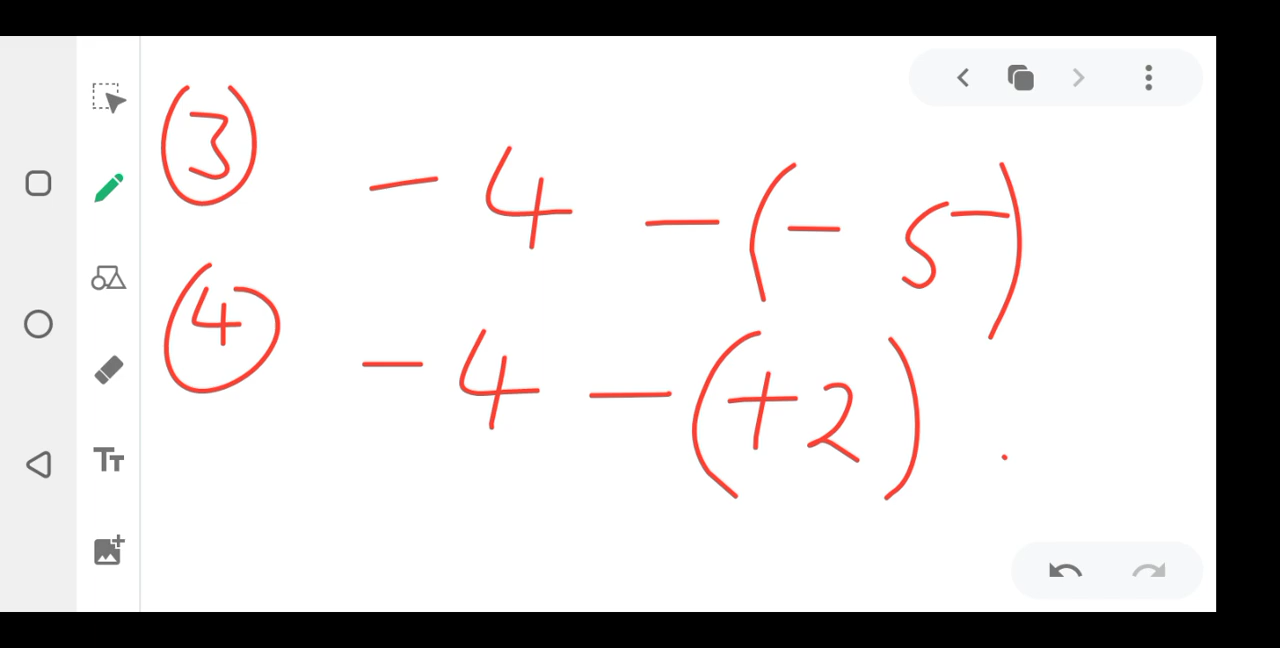 (3) - 4 - (- 5)
(4) - 4 - (+ 2) .